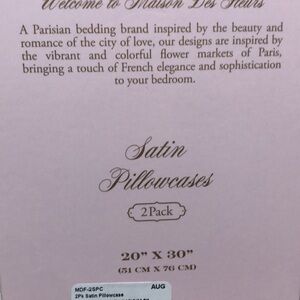 Welcome to Maison Des Fleurs
A Parisian bedding brand inspired by the beauty and
romance of the city of love, our designs are inspired by
the vibrant and colorful flower markets of Paris,
bringing a touch of French elegance and sophistication
to your bedroom.
Satin
Pillowcases
2 Pack
20" X 30"
(51 CM X 76 CM)
MDF-2SPC
AUG
2Pk Satin Pillowcase